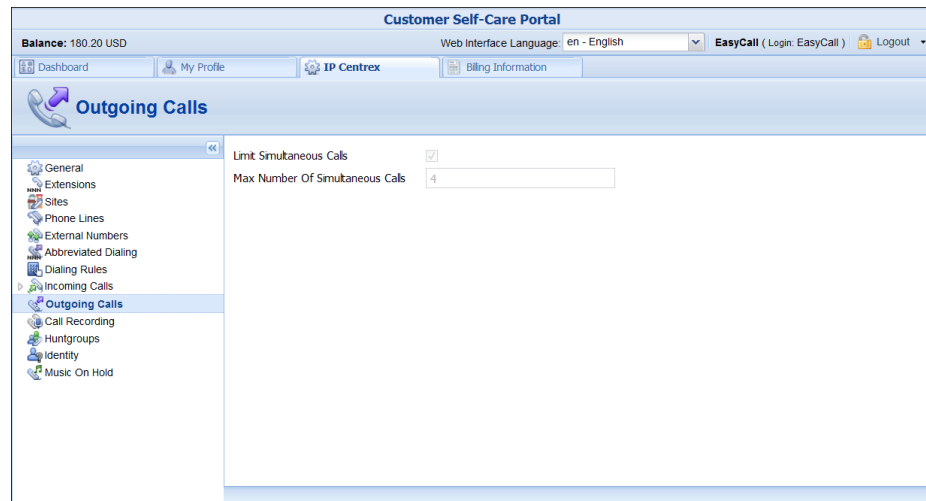 Customer Self-Care Portal
Balance: 180.20 USD Web Interface Language: en - English EasyCall ( Login: EasyCall ) Logout
Dashboard My Profile IP Centrex Billing Information
Outgoing Calls
Limit Simultaneous Calls
Max Number Of Simultaneous Calls 4
General
Extensions
Sites
Phone Lines
External Numbers
Abbreviated Dialing
Dialing Rules
Incoming Calls
Outgoing Calls
Call Recording
Huntgroups
Identity
Music On Hold